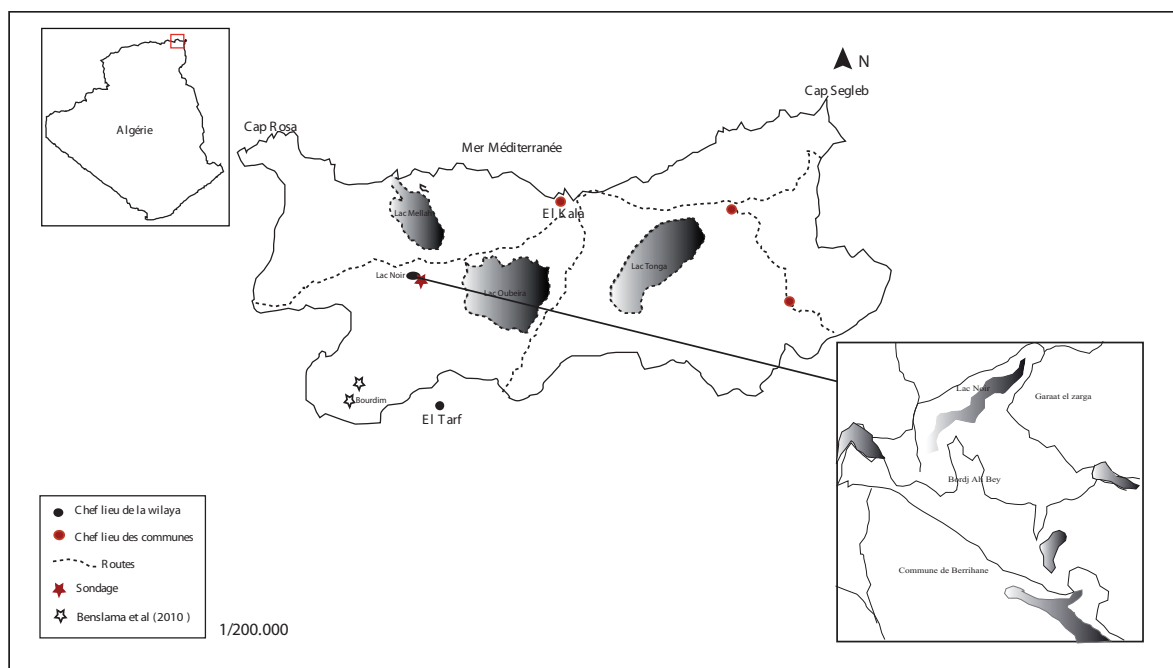 Algérie
N
Cap Segleb
Cap Rosa
Mer Méditerranée
Lac Mellah
El Kala
Lac Tonga
Lac Noir
Lac Oubeira
Bourdim
El Tarf
Lac Noir
Garaat el zarga
Bordj Ali Bey
Commune de Berrihane
Chef lieu de la wilaya
Chef lieu des communes
Routes
Sondage
Benslama et al (2010)
1/200.000